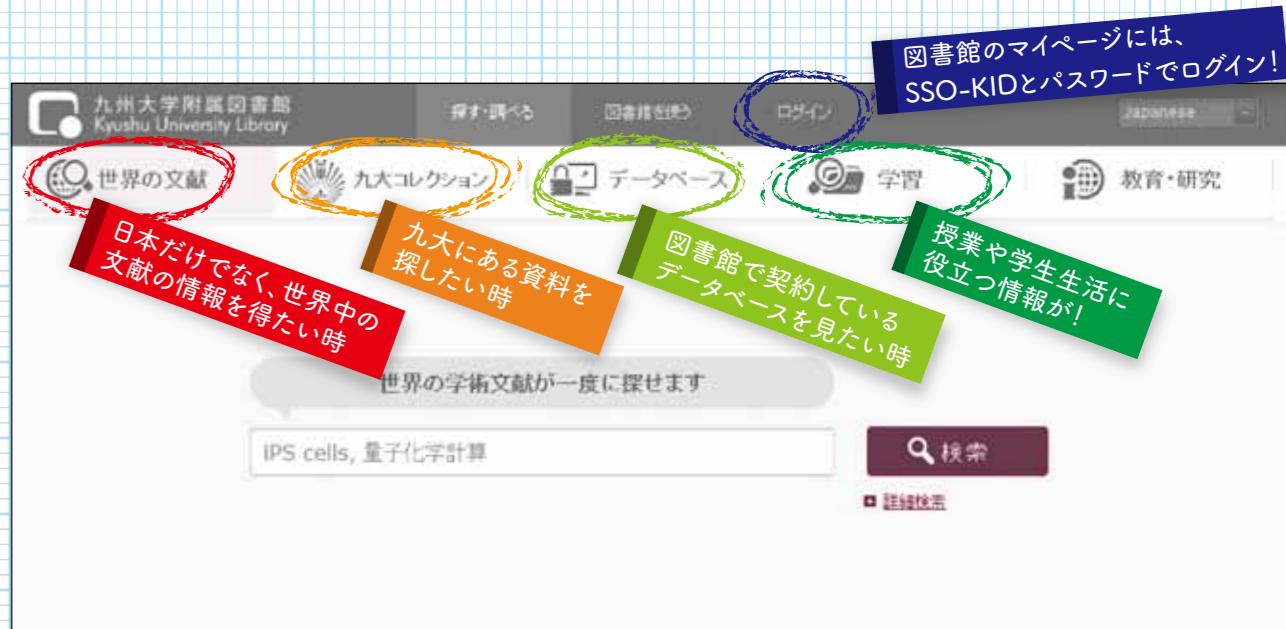 図書館のマイページには、
SSO-KIDとパスワードでログイン!
九州大学附属図書館
Kyushu University Library
探す・調べる
図書館を使う
ログイン
Japanese
世界の文献
九大コレクション
データベース
学習
教育・研究
日本だけでなく、世界中の
文献の情報を得たい時
九大にある資料を
探したい時
図書館で契約している
データベースを見たい時
授業や学生生活に
役立つ情報が!
世界の学術文献が一度に探せます
iPS cells, 量子化学計算
検索
詳細検索